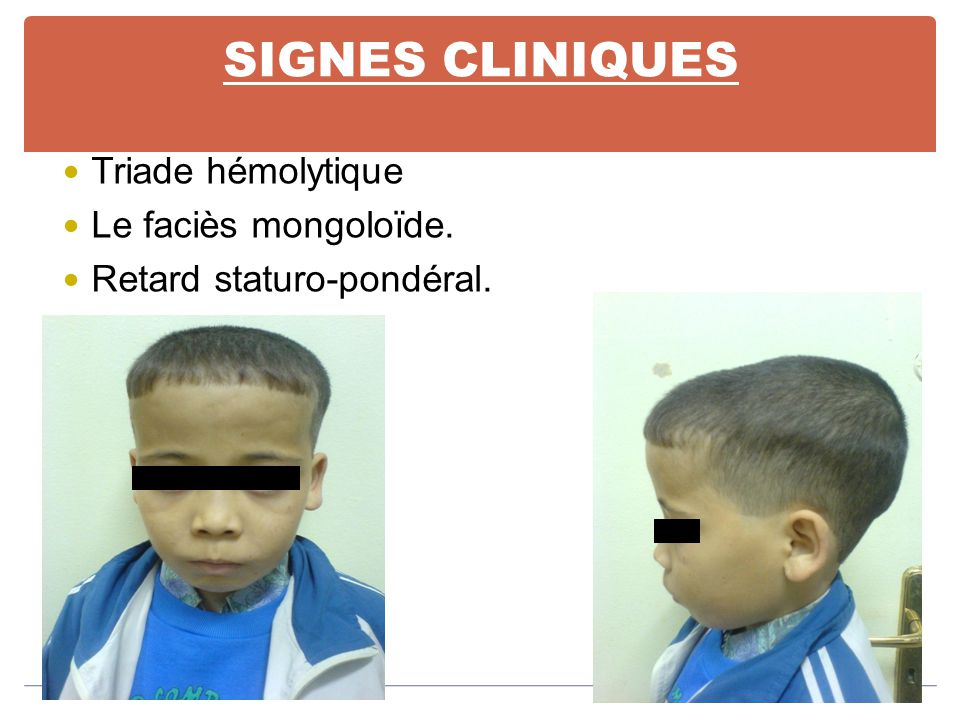 SIGNES CLINIQUES
Triade hémolytique
Le faciès mongoloïde.
Retard staturo-pondéral.